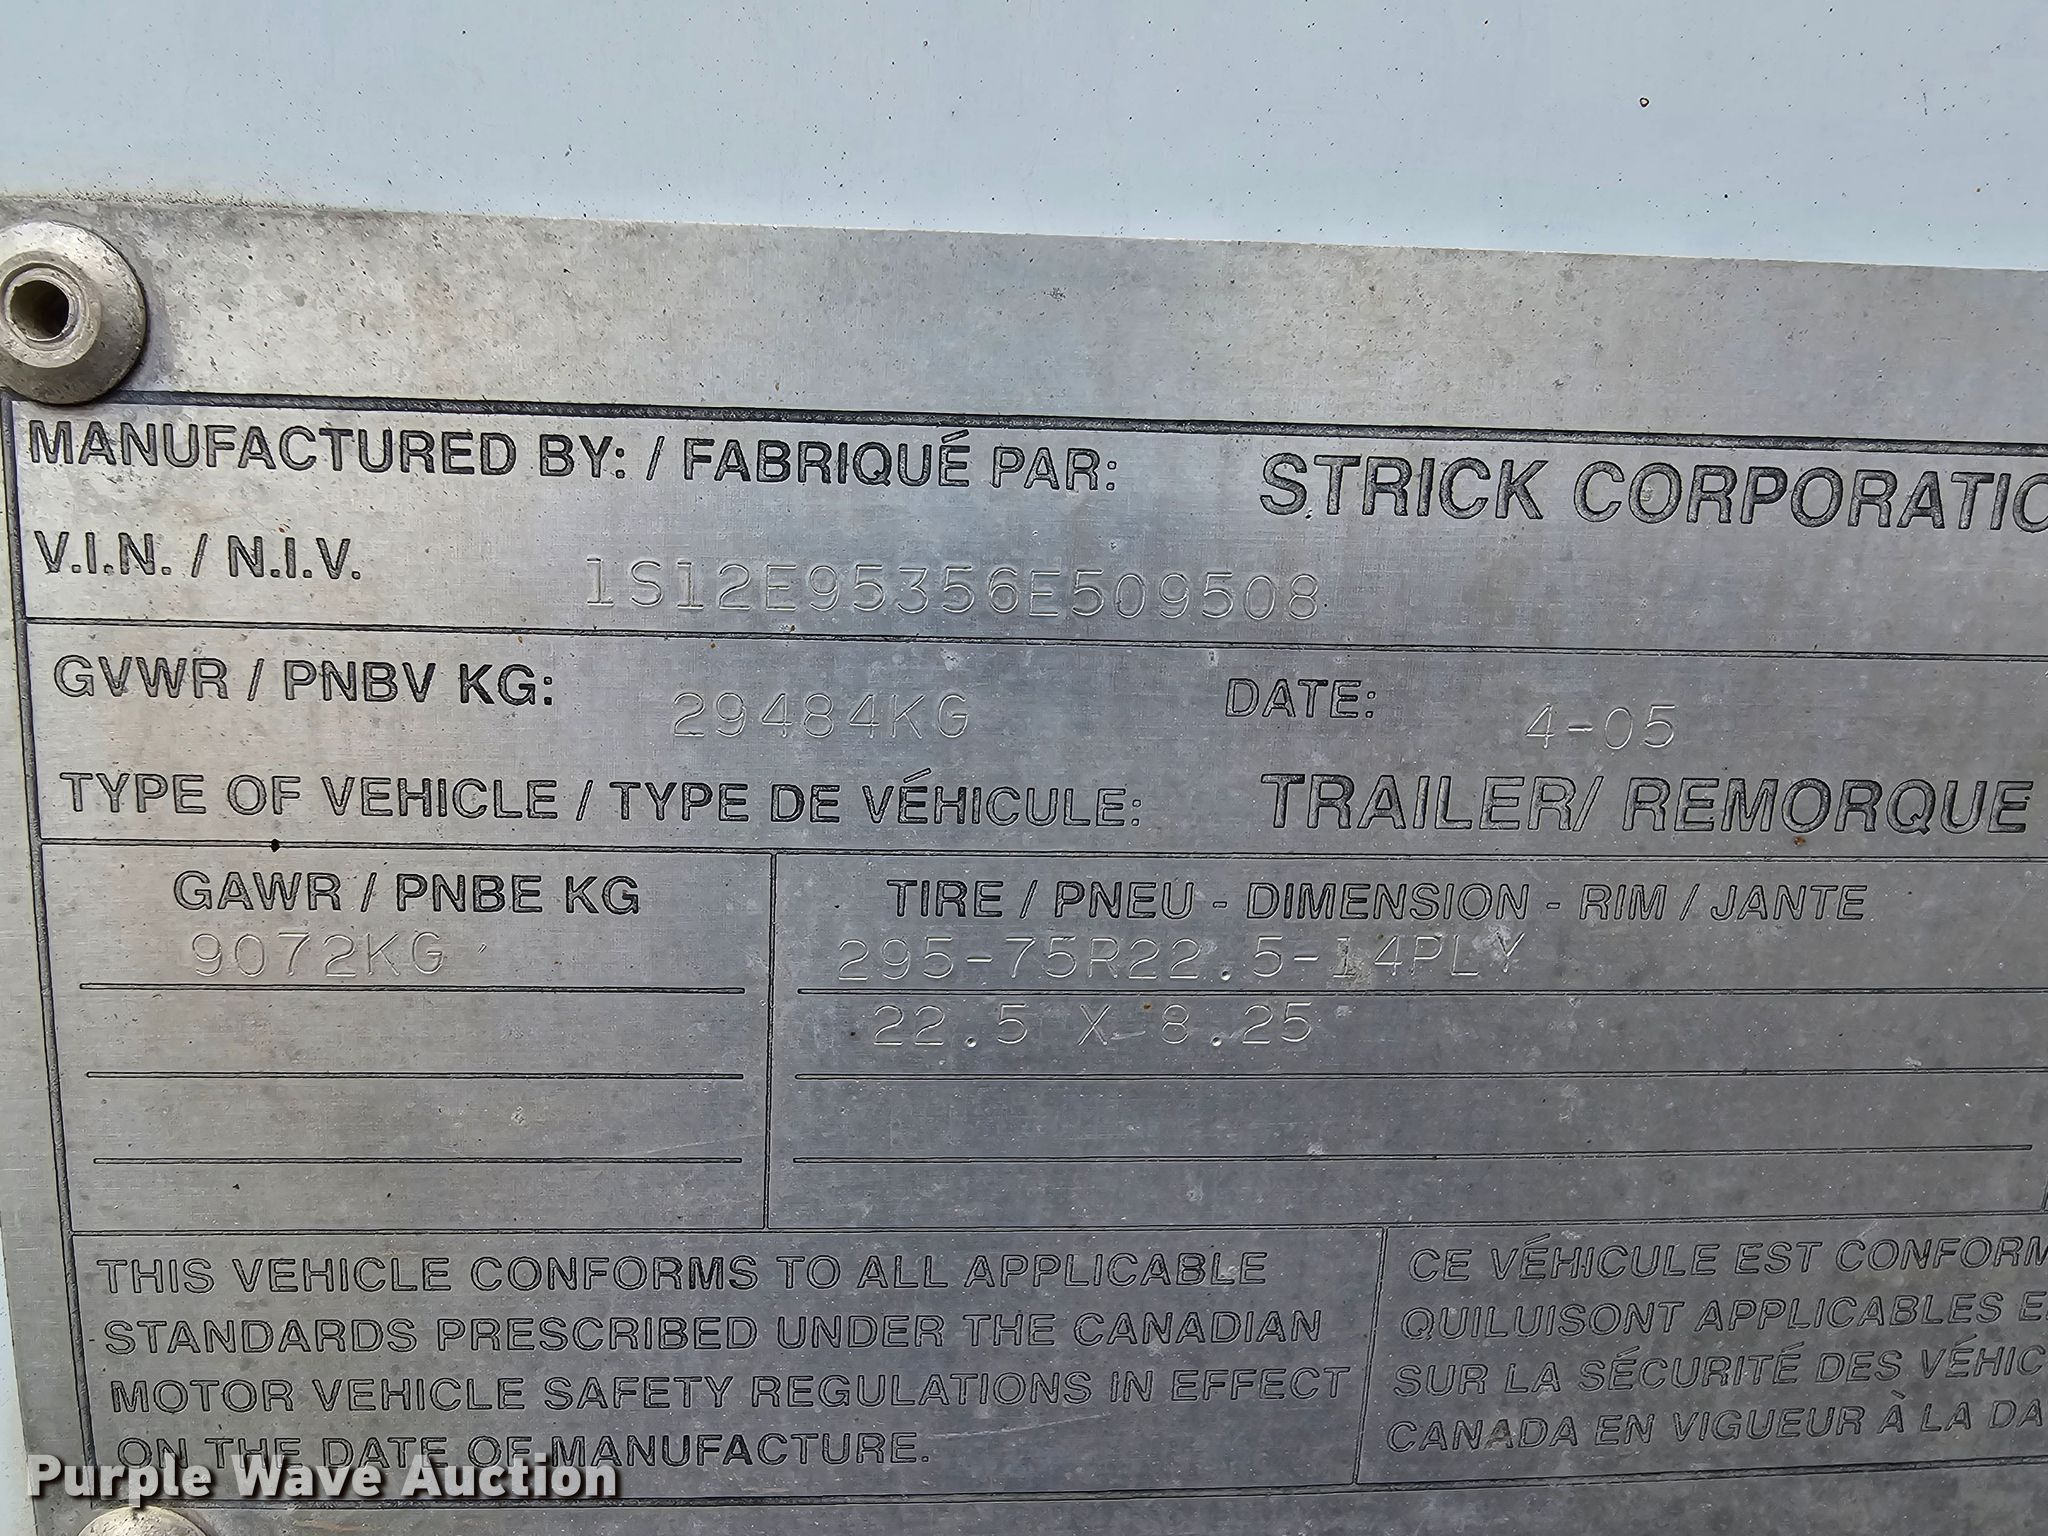 MANUFACTURED BY: / FABRIQUÉ PAR: STRICK CORPORATIO
V.I.N. / N.I.V. 1S12E95356E509508
GVWR / PNBV KG: 29484KG DATE: 4-05
TYPE OF VEHICLE / TYPE DE VÉHICULE: TRAILER/ REMORQUE
GAWR / PNBE KG TIRE / PNEU - DIMENSION - RIM / JANTE
9072KG 295-75R22.5-14PLY
22.5 X 8.25
THIS VEHICLE CONFORMS TO ALL APPLICABLE
STANDARDS PRESCRIBED UNDER THE CANADIAN
MOTOR VEHICLE SAFETY REGULATIONS IN EFFECT
ON THE DATE OF MANUFACTURE.
CE VÉHICULE EST CONFORM
QUILUISONT APPLICABLES E
SUR LA SÉCURITÉ DES VÉHIC
CANADA EN VIGUEUR À LA DA
Purple Wave Auction